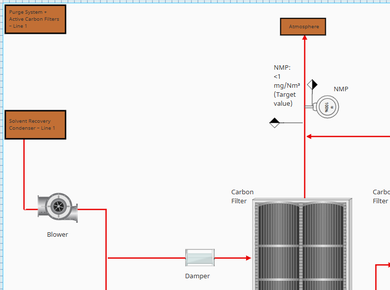 Purge System –
Active Carbon Filters
– Line 1
Atmosphere
NMP:
<1
mg/Nm³
(Target
value)
NMP
Solvent Recovery
Condenser – Line 1
Carbon
Filter
Carbo
Filter
Blower
Damper